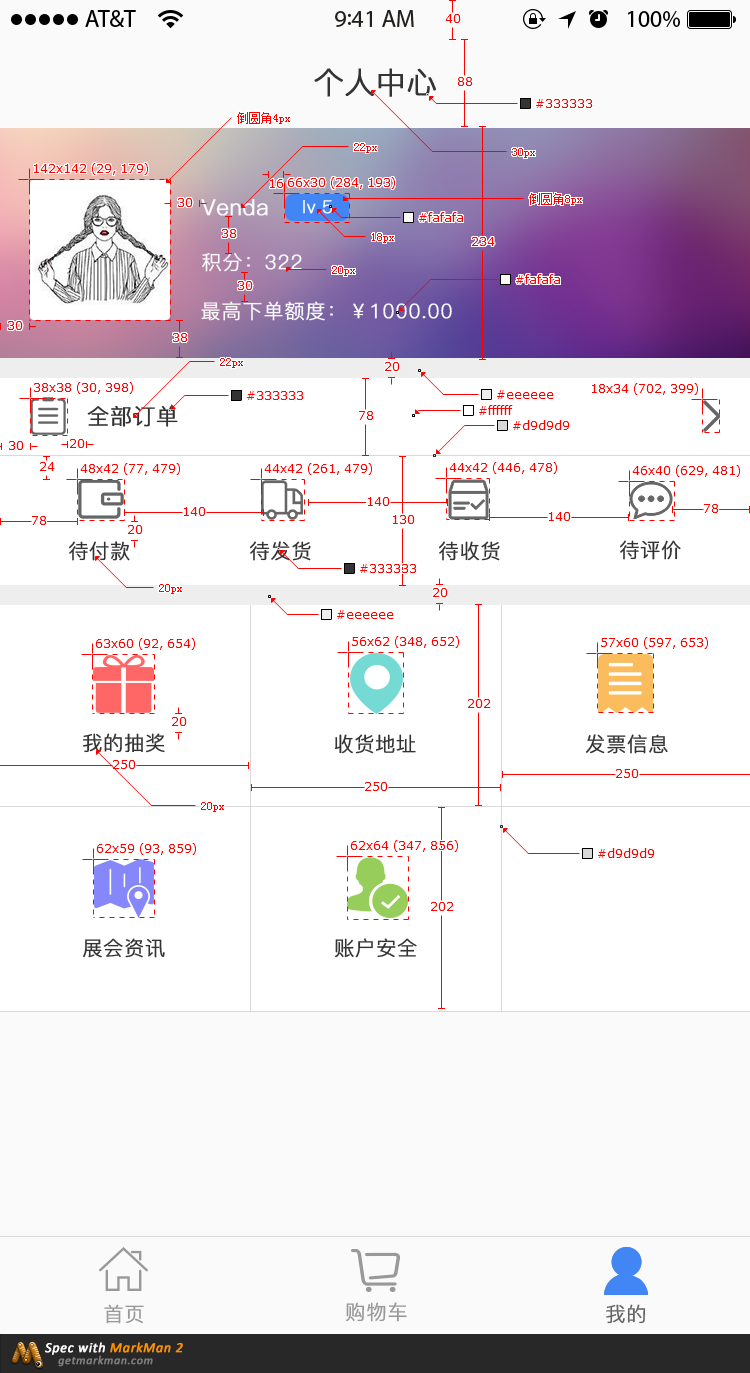 AT&T 9:41 AM 100%
40
个人中心
88
#333333
倒圆角4px
30px
22px
142x142 (29, 179)
16 66x30 (284, 193)
倒圆角8px
30 Venda lv 5
#fafafa
18px
38
234
积分：322
20px
#fafafa
30
最高下单额度：￥1000.00
30
38
22px
20
38x38 (30, 398)
#333333
#eeeeee
18x34 (702, 399)
#ffffff
全部订单
78
#d9d9d9
30
20
24
48x42 (77, 479)
44x42 (261, 479)
44x42 (446, 478)
46x40 (629, 481)
140
78
140
140
78
130
20
待付款
待发货
待收货
待评价
#333333
20px
20
#eeeeee
63x60 (92, 654)
56x62 (348, 652)
57x60 (597, 653)
202
20
我的抽奖
收货地址
发票信息
250
250
250
20px
62x59 (93, 859)
62x64 (347, 856)
#d9d9d9
202
展会资讯
账户安全
首页
购物车
我的
Spec with MarkMan 2
getmarkman.com